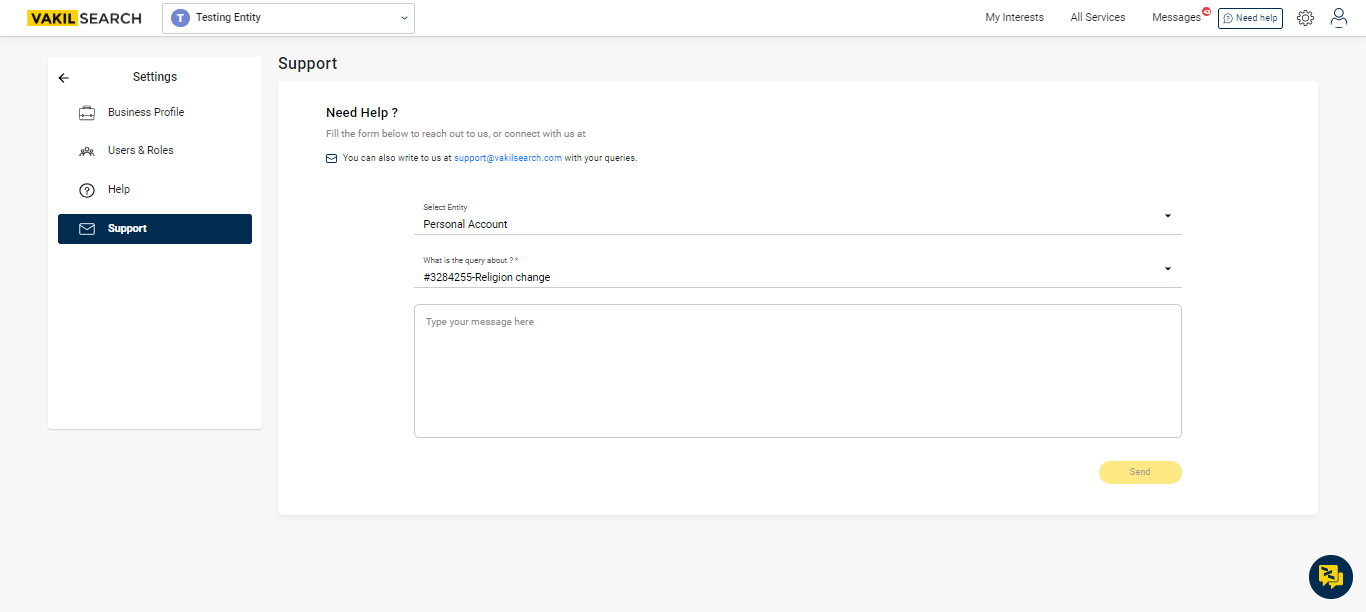 VAKILSEARCH
T Testing Entity
My Interests
All Services
Messages
Need help
Settings
Business Profile
Users & Roles
Help
Support
Support
Need Help ?
Fill the form below to reach out to us, or connect with us at
You can also write to us at support@vakilsearch.com with your queries.
Select Entity
Personal Account
What is the query about ? *
#3284255-Religion change
Type your message here
Send